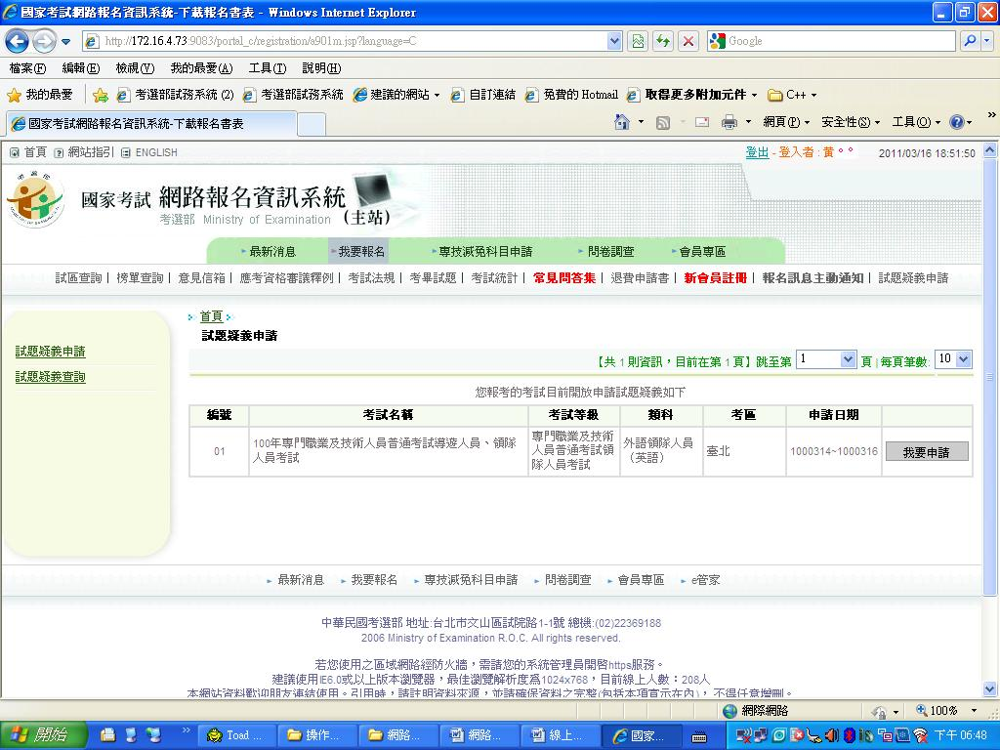 國家考試網路報名資訊系統-下載報名書表 - Windows Internet Explorer
http://172.16.4.73:9083/portal_c/registration/a901m.jsp?language=C
Google
檔案(F) 編輯(E) 檢視(V) 我的最愛(A) 工具(T) 說明(H)
我的最愛 考選部試務系統 (2) 考選部試務系統 建議的網站 自訂連結 免費的 Hotmail 取得更多附加元件 C++
國家考試網路報名資訊系統-下載報名書表
網頁(P) 安全性(S) 工具(O)
首頁 網站指引 ENGLISH
登出 - 登入者 : 黃。。 2011/03/16 18:51:50
國家考試 網路報名資訊系統
考選部 Ministry of Examination (主站)
最新消息 我要報名 專技減免科目申請 問卷調查 會員專區
試區查詢 | 榜單查詢 | 意見信箱 | 應考資格審議釋例 | 考試法規 | 考畢試題 | 考試統計 | 常見問答集 | 退費申請書 | 新會員註冊 | 報名訊息主動通知 | 試題疑義申請
首頁
試題疑義申請
試題疑義申請
試題疑義查詢
【共 1 則資訊，目前在第 1 頁】跳至第 1 頁 | 每頁筆數: 10
您報考的考試目前開放申請試題疑義如下
編號 考試名稱 考試等級 類科 考區 申請日期
01 100年專門職業及技術人員普通考試導遊人員、領隊
人員考試
專門職業及技術
人員普通考試領
隊人員考試
外語領隊人員
（英語）
臺北 1000314~1000316 我要申請
最新消息 我要報名 專技減免科目申請 問卷調查 會員專區 e管家
中華民國考選部 地址:台北市文山區試院路1-1號 總機:(02)22369188
2006 Ministry of Examination R.O.C. All rights reserved.
若您使用之區域網路經防火牆，需請您的系統管理員開啓https服務。
建議使用IE6.0或以上版本瀏覽器，最佳瀏覽解析度為1024x768，目前線上人數：208人
本網站資料歡迎朋友連結使用。引用時，請註明資料來源，並請確保資料之完整(包括本項宣示在內)，不得任意增刪。
網際網路 100%
開始 Toad ... 操作... 網路... 網路... 線上... 國家... 下午 06:48